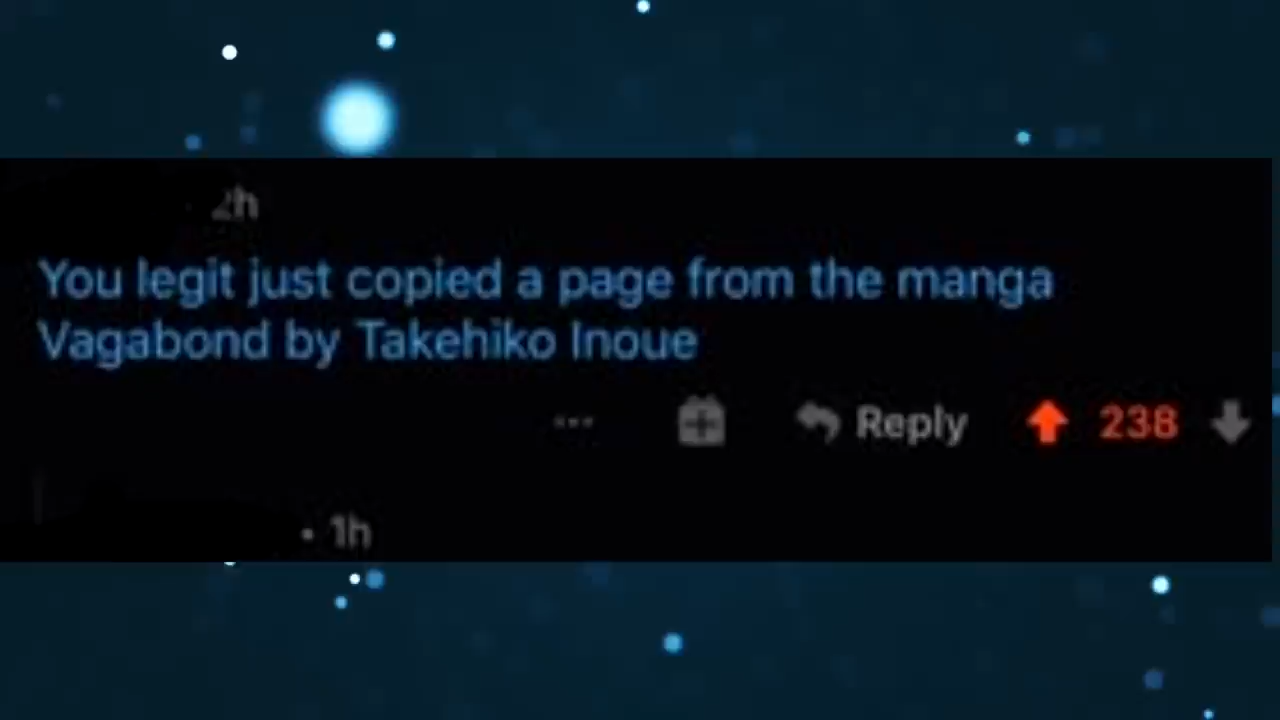 2h
You legit just copied a page from the manga
Vagabond by Takehiko Inoue
... Reply 238
• 1h